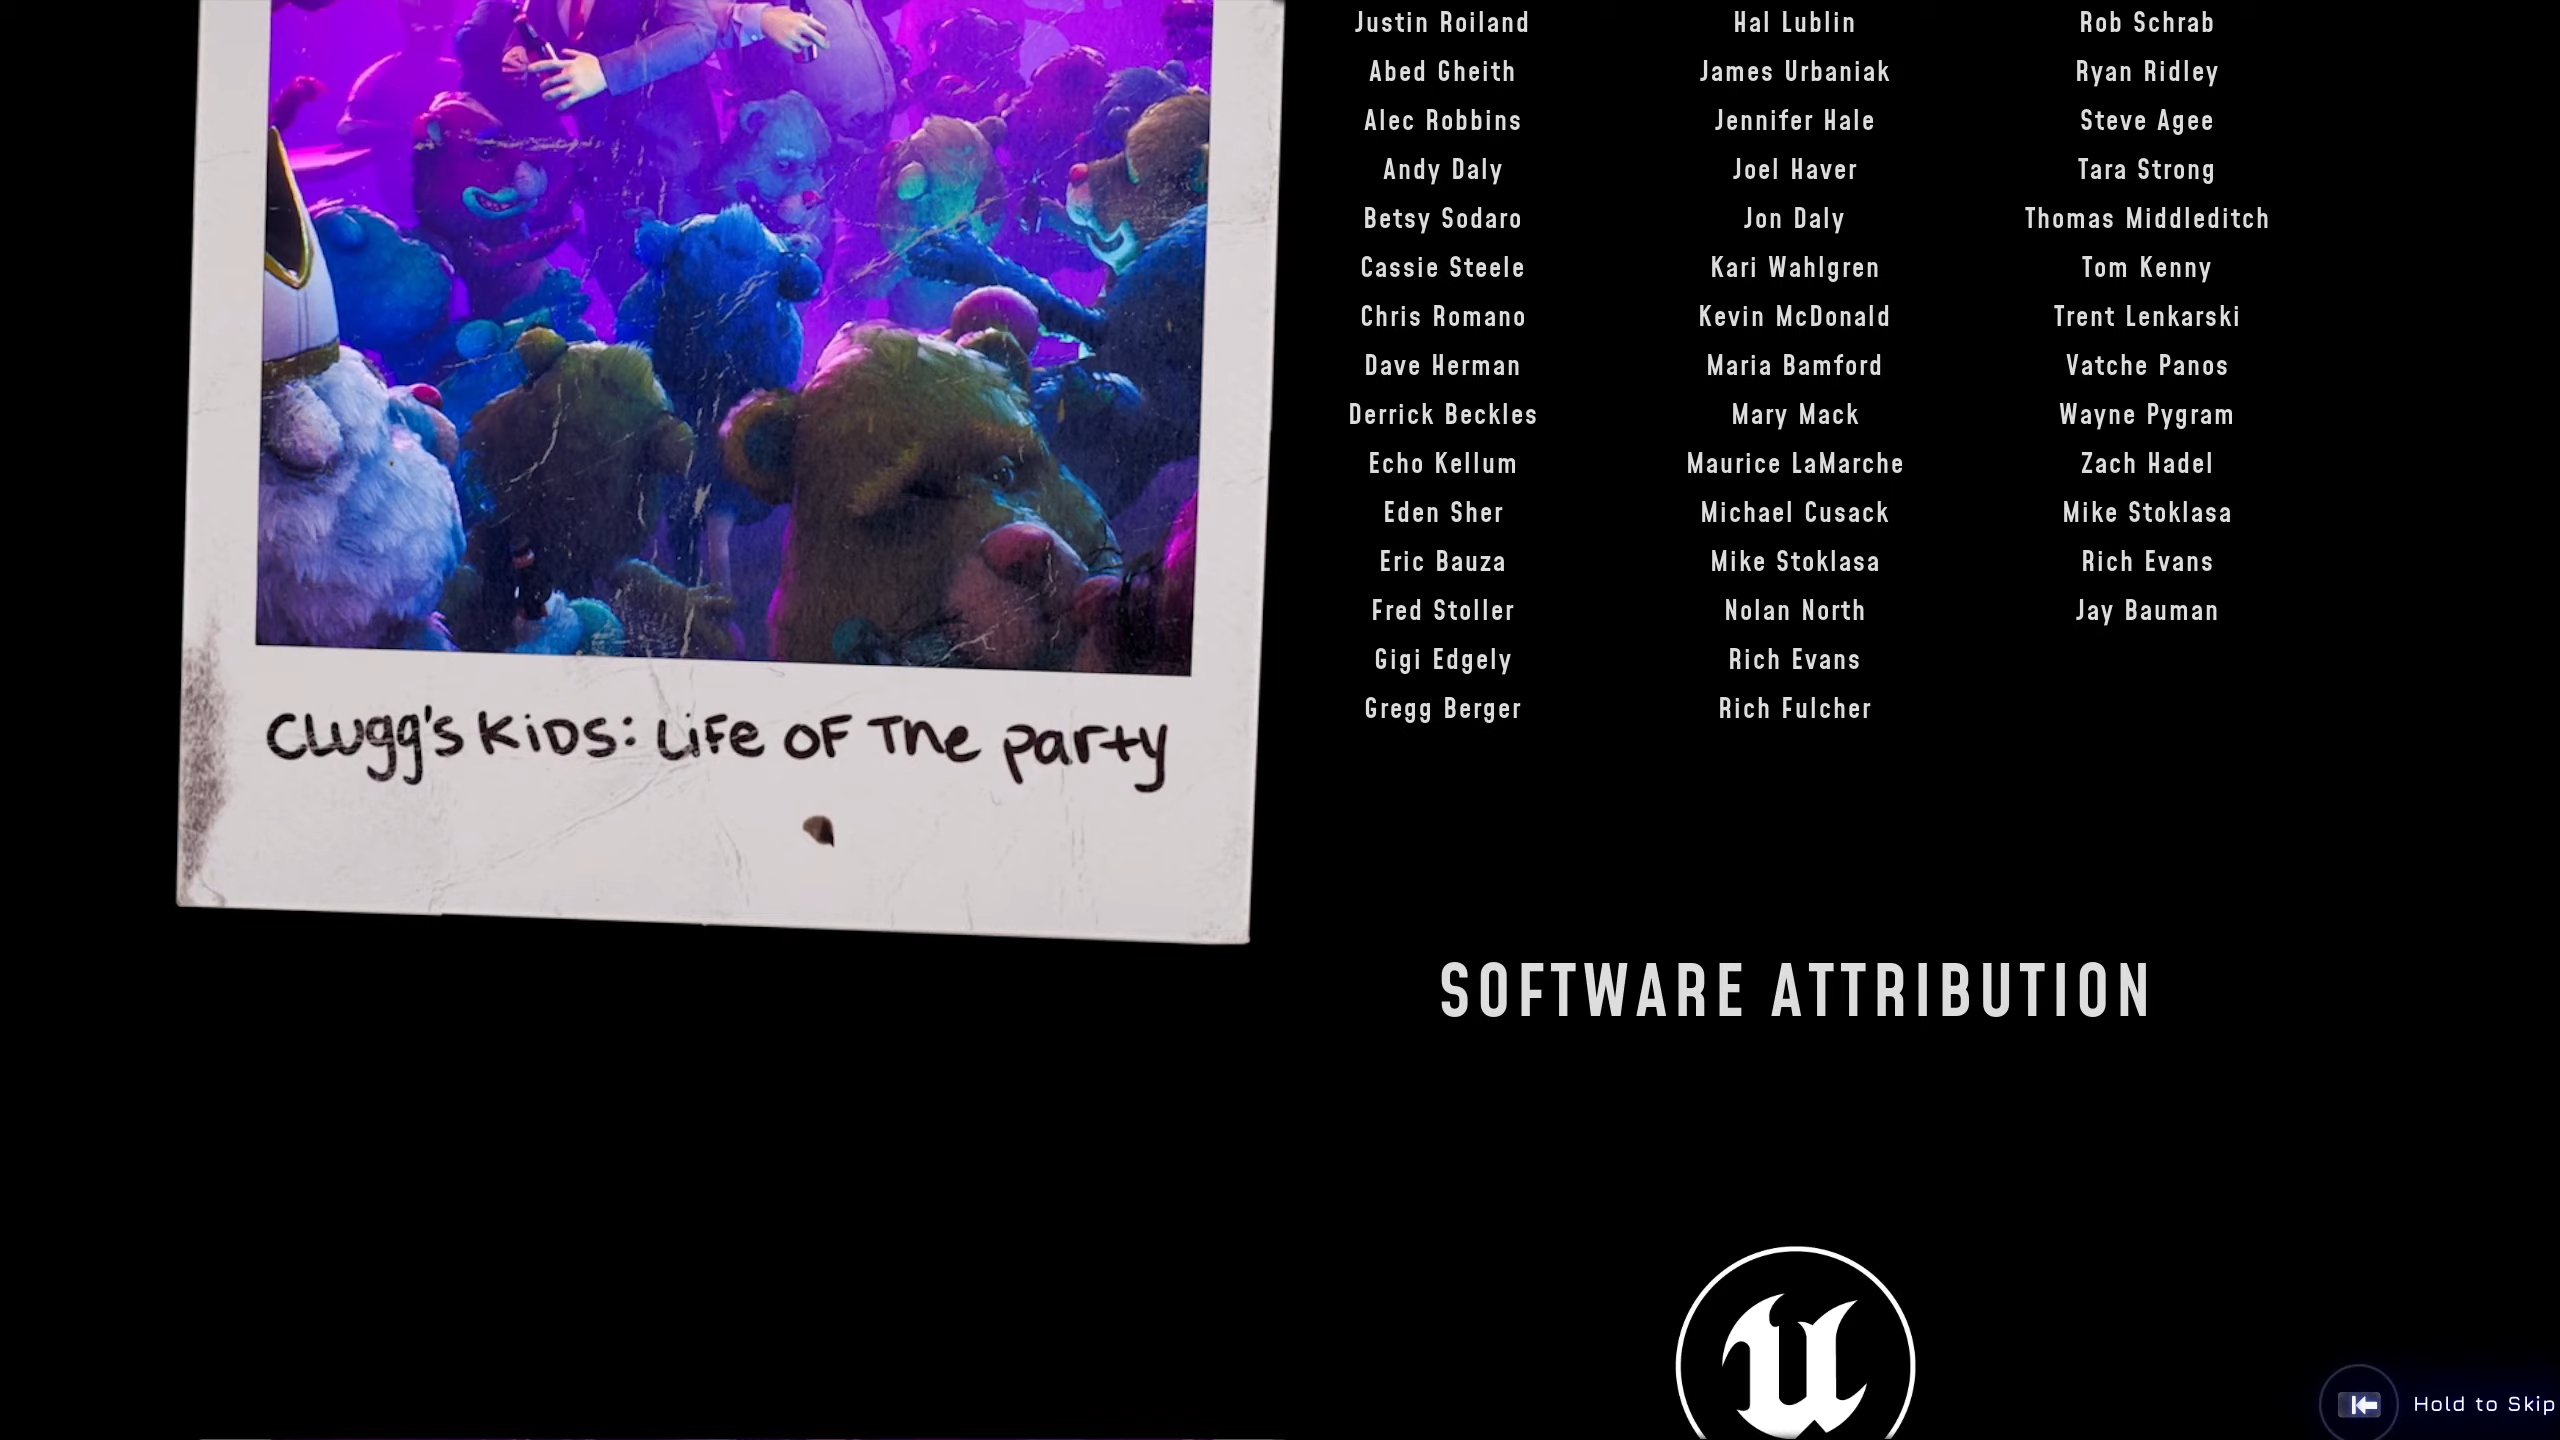 Clugg's Kids: Life of The party
Justin Roiland
Abed Gheith
Alec Robbins
Andy Daly
Betsy Sodaro
Cassie Steele
Chris Romano
Dave Herman
Derrick Beckles
Echo Kellum
Eden Sher
Eric Bauza
Fred Stoller
Gigi Edgely
Gregg Berger
Hal Lublin
James Urbaniak
Jennifer Hale
Joel Haver
Jon Daly
Kari Wahlgren
Kevin McDonald
Maria Bamford
Mary Mack
Maurice LaMarche
Michael Cusack
Mike Stoklasa
Nolan North
Rich Evans
Rich Fulcher
Rob Schrab
Ryan Ridley
Steve Agee
Tara Strong
Thomas Middleditch
Tom Kenny
Trent Lenkarski
Vatche Panos
Wayne Pygram
Zach Hadel
Mike Stoklasa
Rich Evans
Jay Bauman
SOFTWARE ATTRIBUTION
Hold to Skip